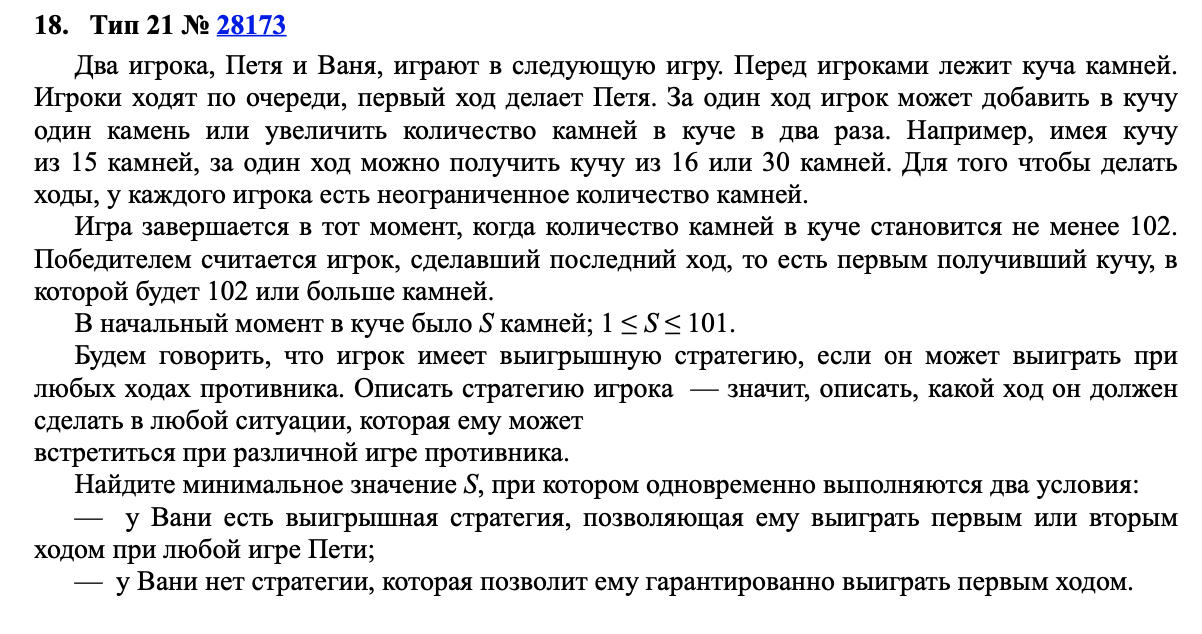 18. Тип 21 № 28173
Два игрока, Петя и Ваня, играют в следующую игру. Перед игроками лежит куча камней.
Игроки ходят по очереди, первый ход делает Петя. За один ход игрок может добавить в кучу
один камень или увеличить количество камней в куче в два раза. Например, имея кучу
из 15 камней, за один ход можно получить кучу из 16 или 30 камней. Для того чтобы делать
ходы, у каждого игрока есть неограниченное количество камней.
Игра завершается в тот момент, когда количество камней в куче становится не менее 102.
Победителем считается игрок, сделавший последний ход, то есть первым получивший кучу, в
которой будет 102 или больше камней.
В начальный момент в куче было S камней; 1 ≤ S ≤ 101.
Будем говорить, что игрок имеет выигрышную стратегию, если он может выиграть при
любых ходах противника. Описать стратегию игрока — значит, описать, какой ход он должен
сделать в любой ситуации, которая ему может
встретиться при различной игре противника.
Найдите минимальное значение S, при котором одновременно выполняются два условия:
— у Вани есть выигрышная стратегия, позволяющая ему выиграть первым или вторым
ходом при любой игре Пети;
— у Вани нет стратегии, которая позволит ему гарантированно выиграть первым ходом.